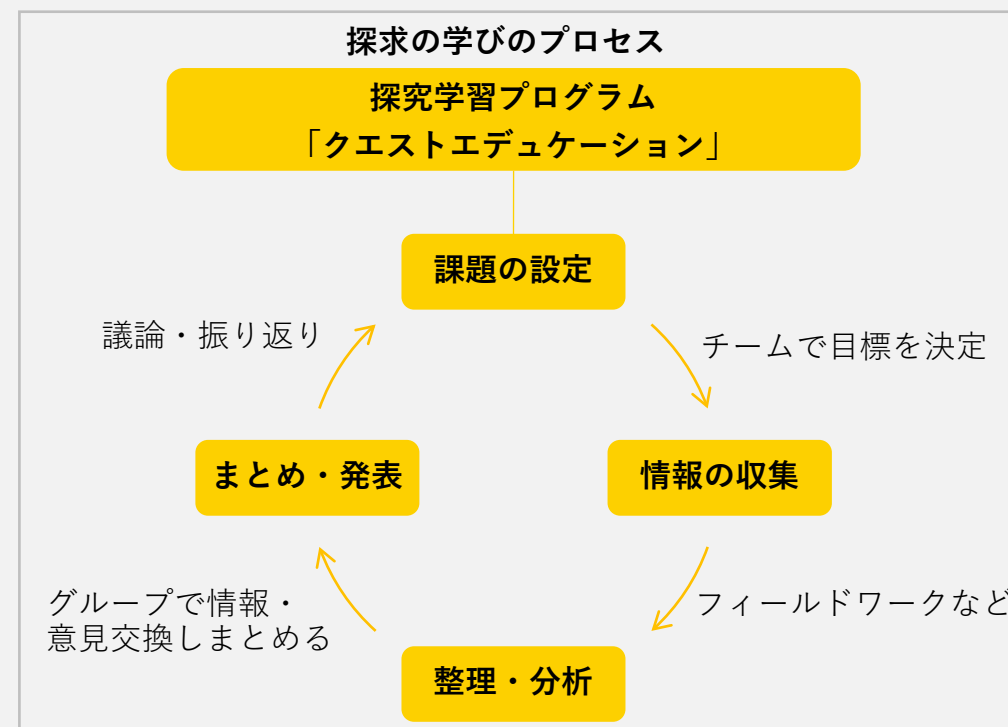 探求の学びのプロセス
探究学習プログラム
「クエストエデュケーション」
課題の設定
議論・振り返り
チームで目標を決定
まとめ・発表
情報の収集
グループで情報・
意見交換しまとめる
フィールドワークなど
整理・分析